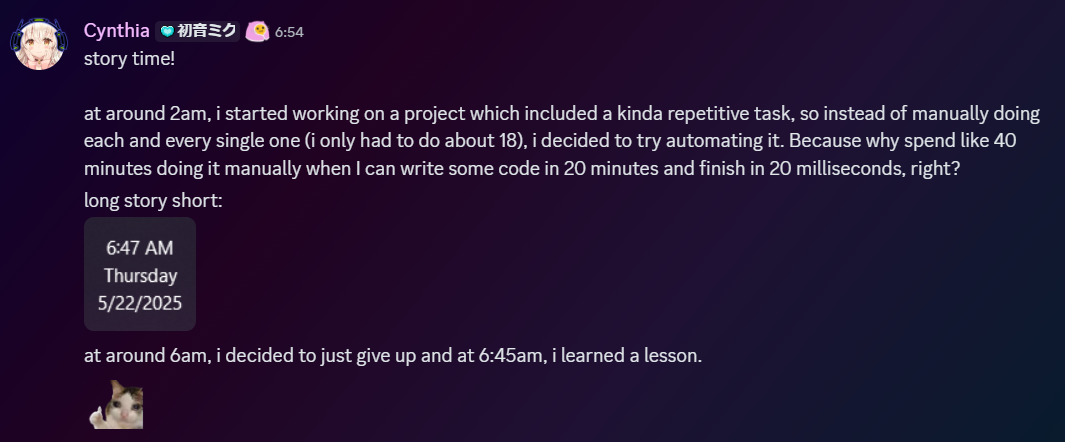 Cynthia 初音ミク 6:54
story time!
at around 2am, i started working on a project which included a kinda repetitive task, so instead of manually doing
each and every single one (i only had to do about 18), i decided to try automating it. Because why spend like 40
minutes doing it manually when I can write some code in 20 minutes and finish in 20 milliseconds, right?
long story short:
6:47 AM
Thursday
5/22/2025
at around 6am, i decided to just give up and at 6:45am, i learned a lesson.